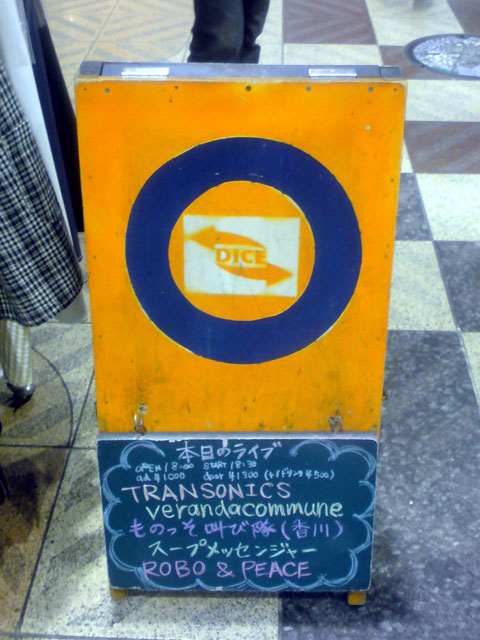 DICE
本日のライブ
OPEN 18:00 START 18:30
ad ¥1000 door ¥1300 (+1ドリンク ¥500)
TRANSONICS
verandacommune
ものっそ叫び隊 (香川)
スープメッセンジャー
ROBO & PEACE